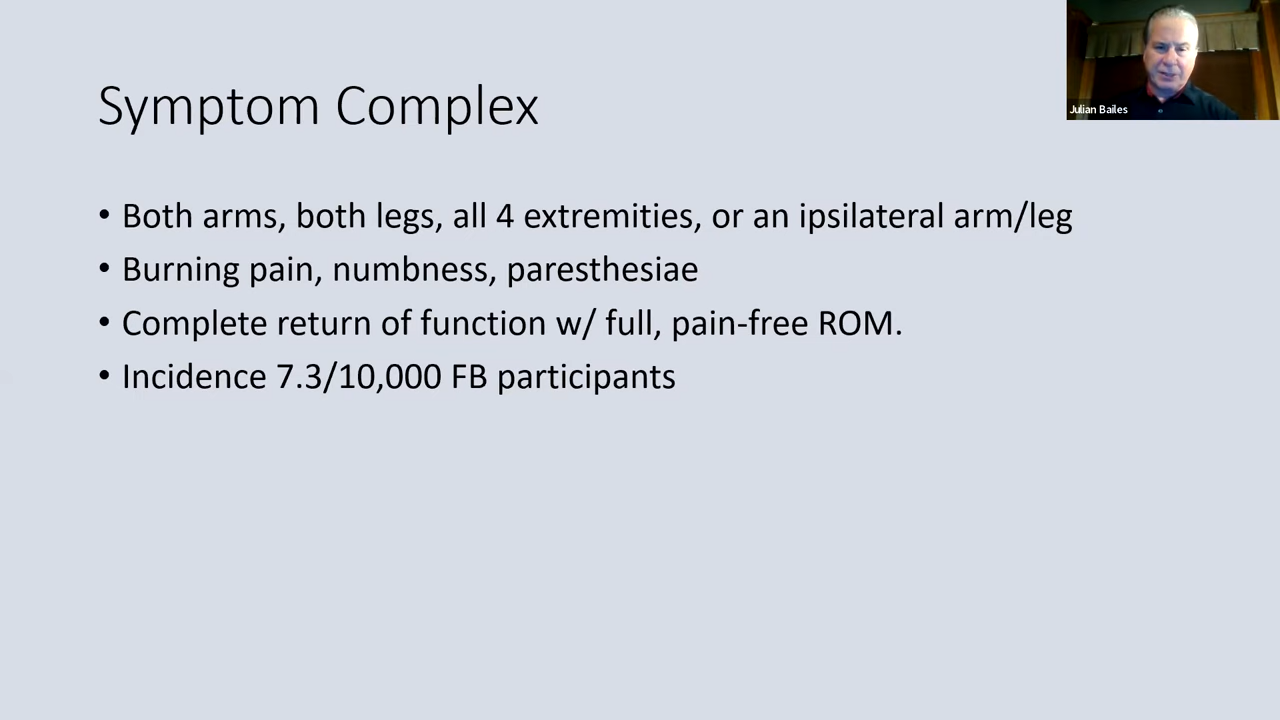 Symptom Complex
Julian Bailes
• Both arms, both legs, all 4 extremities, or an ipsilateral arm/leg
• Burning pain, numbness, paresthesiae
• Complete return of function w/ full, pain-free ROM.
• Incidence 7.3/10,000 FB participants